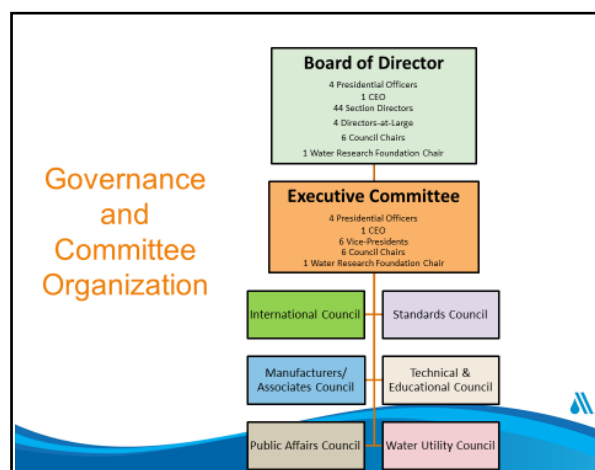 Governance
and
Committee
Organization
Board of Director
4 Presidential Officers
1 CEO
44 Section Directors
4 Directors-at-Large
6 Council Chairs
1 Water Research Foundation Chair
Executive Committee
4 Presidential Officers
1 CEO
6 Vice-Presidents
6 Council Chairs
1 Water Research Foundation Chair
International Council
Standards Council
Manufacturers/
Associates Council
Technical &
Educational Council
Public Affairs Council
Water Utility Council